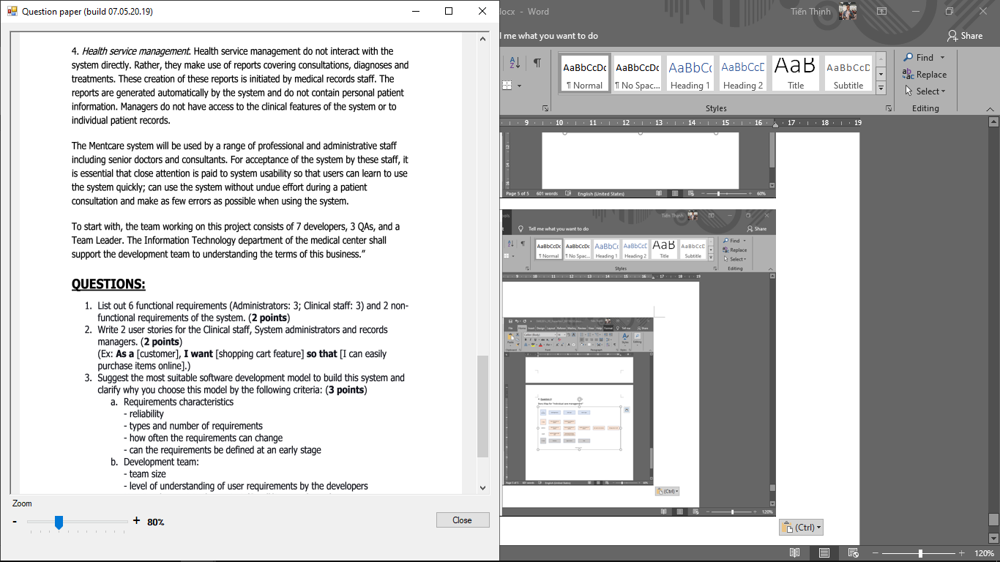 Question paper (build 07.05.20.19)
4. Health service management. Health service management do not interact with the
system directly. Rather, they make use of reports covering consultations, diagnoses and
treatments. These creation of these reports is initiated by medical records staff. The
reports are generated automatically by the system and do not contain personal patient
information. Managers do not have access to the clinical features of the system or to
individual patient records.
The Mentcare system will be used by a range of professional and administrative staff
including senior doctors and consultants. For acceptance of the system by these staff, it
is essential that close attention is paid to system usability so that users can learn to use
the system quickly; can use the system without undue effort during a patient
consultation and make as few errors as possible when using the system.
To start with, the team working on this project consists of 7 developers, 3 QAs, and a
Team Leader. The Information Technology department of the medical center shall
support the development team to understanding the terms of this business.”
QUESTIONS:
1. List out 6 functional requirements (Administrators: 3; Clinical staff: 3) and 2 non-
functional requirements of the system. (2 points)
2. Write 2 user stories for the Clinical staff, System administrators and records
managers. (2 points)
(Ex: As a [customer], I want [shopping cart feature] so that [I can easily
purchase items online].)
3. Suggest the most suitable software development model to build this system and
clarify why you choose this model by the following criteria: (3 points)
a. Requirements characteristics
- reliability
- types and number of requirements
- how often the requirements can change
- can the requirements be defined at an early stage
b. Development team:
- team size
- level of understanding of user requirements by the developers
Zoom
- + 80%
Close
.docx - Word
Tiến Thịnh
l me what you want to do
Share
AaBbCcDc AaBbCcDc AaBbC( AaBbCcD AaB AaBbCcD
¶ Normal ¶ No Spac... Heading 1 Heading 2 Title Subtitle
Styles
Find
Replace
Select
Editing
9 10 11 12 13 14 15 16 17 18 19
Page 5 of 5 601 words English (United States) 60%
Tiến Thịnh
Tell me what you want to do
Share
AaBbCcDc AaBbCcDc AaBbC( AaBbCcD AaB AaBbCcD
¶ Normal ¶ No Spac... Heading 1 Heading 2 Title Subtitle
Styles
Find
Replace
Select
Editing
9 10 11 12 13 14 15 16 17 18 19
Question 4
Story Map for "Individual care management"
(Ctrl)
120%
(Ctrl)
120%